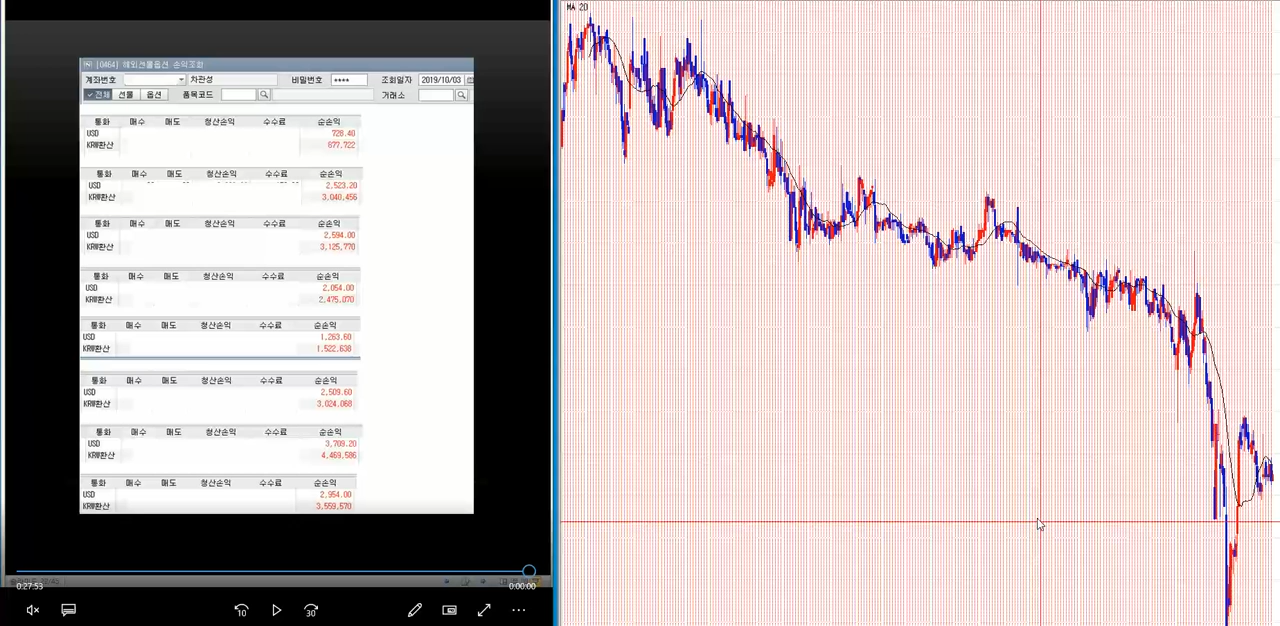 [0464] 해외선물옵션 손익조회
계좌번호 차관성 비밀번호 **** 조회일자 2019/10/03
전체 선물 옵션 품목코드 거래소
통화 매수 매도 청산손익 수수료 순손익
USD 728.40
KRW환산 877,722
통화 매수 매도 청산손익 수수료 순손익
USD 2,523.20
KRW환산 3,040,456
통화 매수 매도 청산손익 수수료 순손익
USD 2,594.00
KRW환산 3,125,770
통화 매수 매도 청산손익 수수료 순손익
USD 2,054.00
KRW환산 2,475,070
통화 매수 매도 청산손익 수수료 순손익
USD 1,263.60
KRW환산 1,522,638
통화 매수 매도 청산손익 수수료 순손익
USD 2,509.60
KRW환산 3,024,068
통화 매수 매도 청산손익 수수료 순손익
USD 3,709.20
KRW환산 4,469,586
통화 매수 매도 청산손익 수수료 순손익
USD 2,954.00
KRW환산 3,559,570
0:27:53 0:00:00
10 30
MA 20